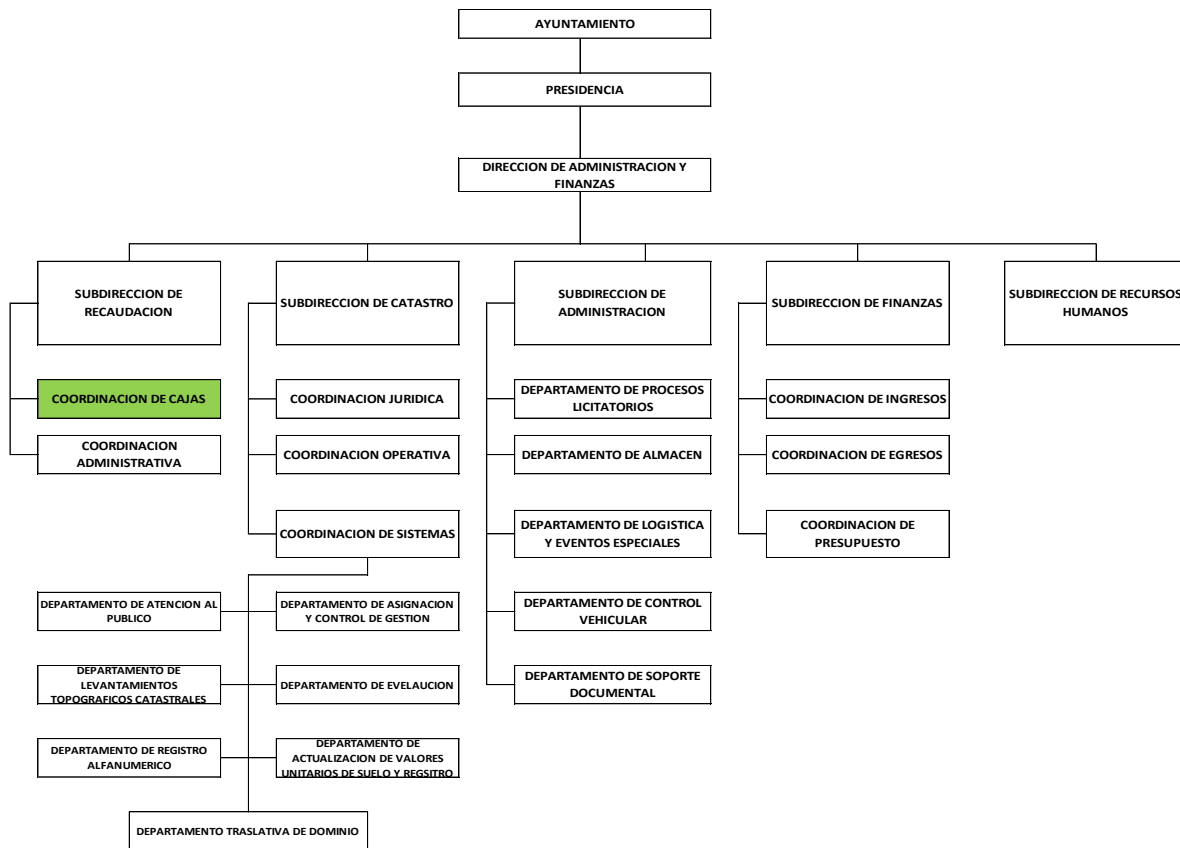 AYUNTAMIENTO
PRESIDENCIA
DIRECCION DE ADMINISTRACION Y
FINANZAS
SUBDIRECCION DE
RECAUDACION
SUBDIRECCION DE CATASTRO
SUBDIRECCION DE
ADMINISTRACION
SUBDIRECCION DE FINANZAS
SUBDIRECCION DE RECURSOS
HUMANOS
COORDINACION DE CAJAS
COORDINACION JURIDICA
DEPARTAMENTO DE PROCESOS
LICITATORIOS
COORDINACION DE INGRESOS
COORDINACION
ADMINISTRATIVA
COORDINACION OPERATIVA
DEPARTAMENTO DE ALMACEN
COORDINACION DE EGRESOS
COORDINACION DE SISTEMAS
DEPARTAMENTO DE LOGISTICA
Y EVENTOS ESPECIALES
COORDINACION DE
PRESUPUESTO
DEPARTAMENTO DE ATENCION AL
PUBLICO
DEPARTAMENTO DE ASIGNACION
Y CONTROL DE GESTION
DEPARTAMENTO DE CONTROL
VEHICULAR
DEPARTAMENTO DE
LEVANTAMIENTOS
TOPOGRAFICOS CATASTRALES
DEPARTAMENTO DE EVELAUCION
DEPARTAMENTO DE SOPORTE
DOCUMENTAL
DEPARTAMENTO DE REGISTRO
ALFANUMERICO
DEPARTAMENTO DE
ACTUALIZACION DE VALORES
UNITARIOS DE SUELO Y REGSITRO
DEPARTAMENTO TRASLATIVA DE DOMINIO